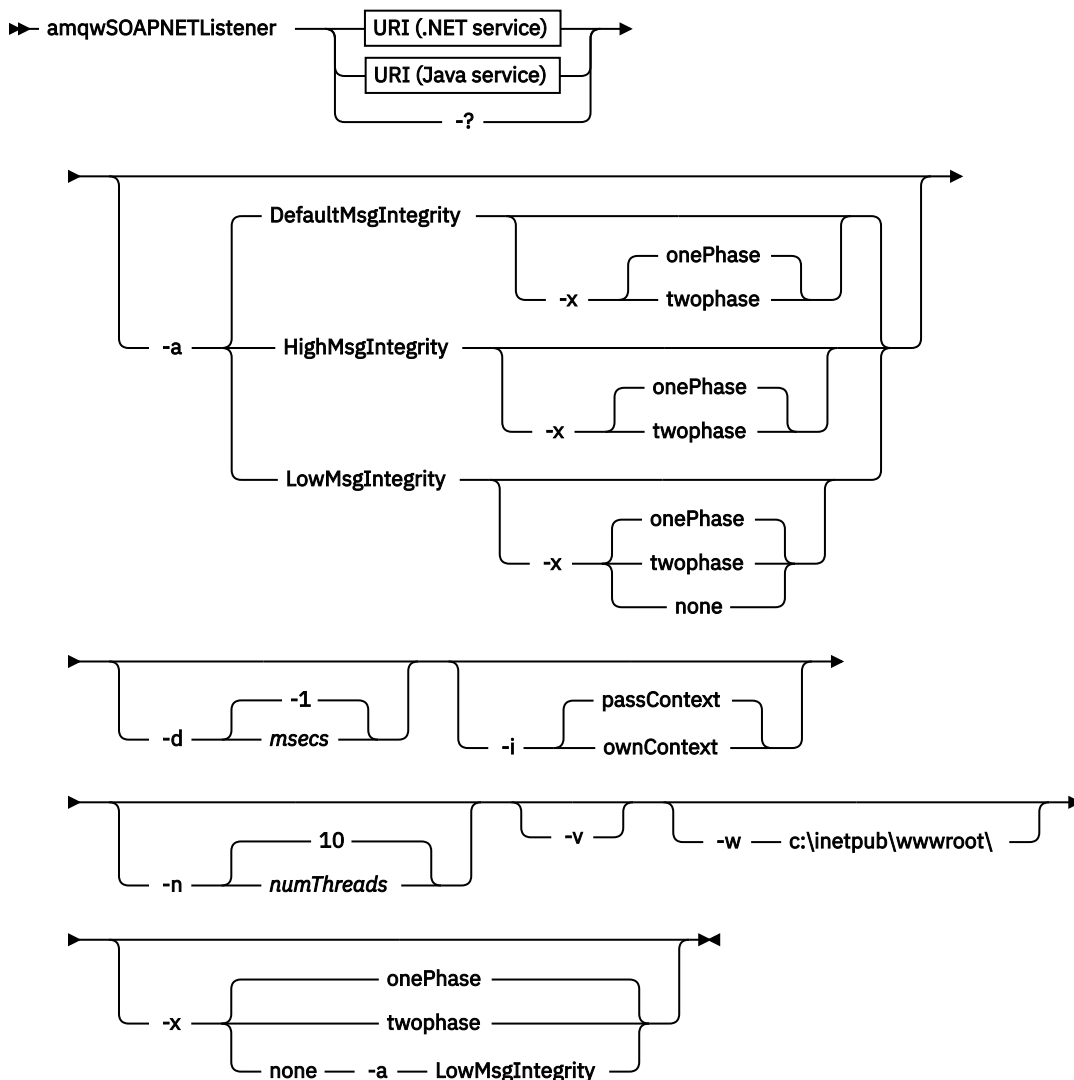 amqwSOAPNETListener URI (.NET service)
URI (Java service)
-?
DefaultMsgIntegrity
onePhase
-x twophase
-a HighMsgIntegrity
onePhase
-x twophase
LowMsgIntegrity
onePhase
-x twophase
none
-1 passContext
-d msecs -i ownContext
10 -v -w c:\inetpub\wwwroot\
-n numThreads
onePhase
-x twophase
none -a LowMsgIntegrity